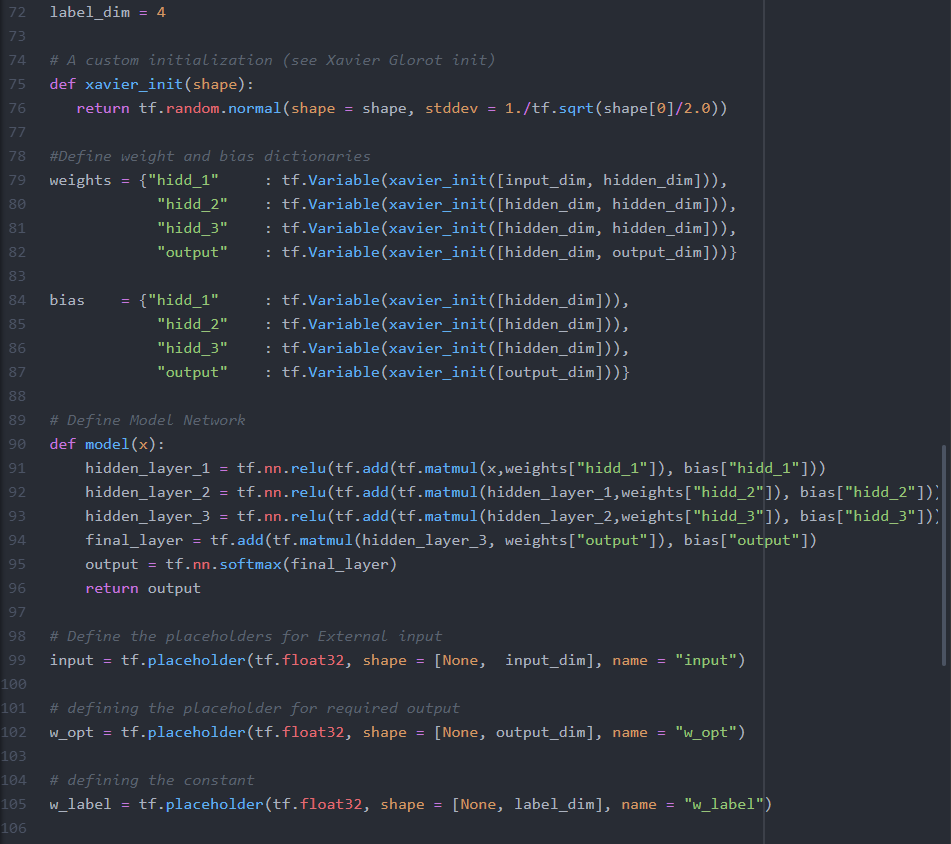 72 label_dim = 4
73
74 # A custom initialization (see Xavier Glorot init)
75 def xavier_init(shape):
76    return tf.random.normal(shape = shape, stddev = 1./tf.sqrt(shape[0]/2.0))
77
78 #Define weight and bias dictionaries
79 weights = {"hidd_1"     : tf.Variable(xavier_init([input_dim, hidden_dim])),
80             "hidd_2"    : tf.Variable(xavier_init([hidden_dim, hidden_dim])),
81             "hidd_3"    : tf.Variable(xavier_init([hidden_dim, hidden_dim])),
82             "output"    : tf.Variable(xavier_init([hidden_dim, output_dim]))}
83
84 bias    = {"hidd_1"     : tf.Variable(xavier_init([hidden_dim])),
85             "hidd_2"    : tf.Variable(xavier_init([hidden_dim])),
86             "hidd_3"    : tf.Variable(xavier_init([hidden_dim])),
87             "output"    : tf.Variable(xavier_init([output_dim]))}
88
89 # Define Model Network
90 def model(x):
91     hidden_layer_1 = tf.nn.relu(tf.add(tf.matmul(x,weights["hidd_1"]), bias["hidd_1"]))
92     hidden_layer_2 = tf.nn.relu(tf.add(tf.matmul(hidden_layer_1,weights["hidd_2"]), bias["hidd_2"]))
93     hidden_layer_3 = tf.nn.relu(tf.add(tf.matmul(hidden_layer_2,weights["hidd_3"]), bias["hidd_3"]))
94     final_layer = tf.add(tf.matmul(hidden_layer_3, weights["output"]), bias["output"])
95     output = tf.nn.softmax(final_layer)
96     return output
97
98 # Define the placeholders for External input
99 input = tf.placeholder(tf.float32, shape = [None,  input_dim], name = "input")
100
101 # defining the placeholder for required output
102 w_opt = tf.placeholder(tf.float32, shape = [None, output_dim], name = "w_opt")
103
104 # defining the constant
105 w_label = tf.placeholder(tf.float32, shape = [None, label_dim], name = "w_label")
106